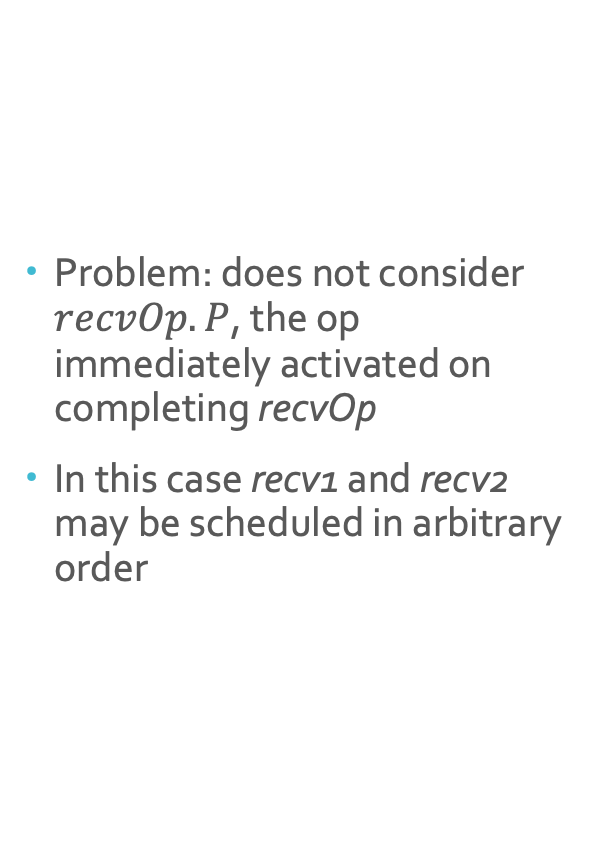 • Problem: does not consider
recvOp. P, the op
immediately activated on
completing recvOp
• In this case recv1 and recv2
may be scheduled in arbitrary
order